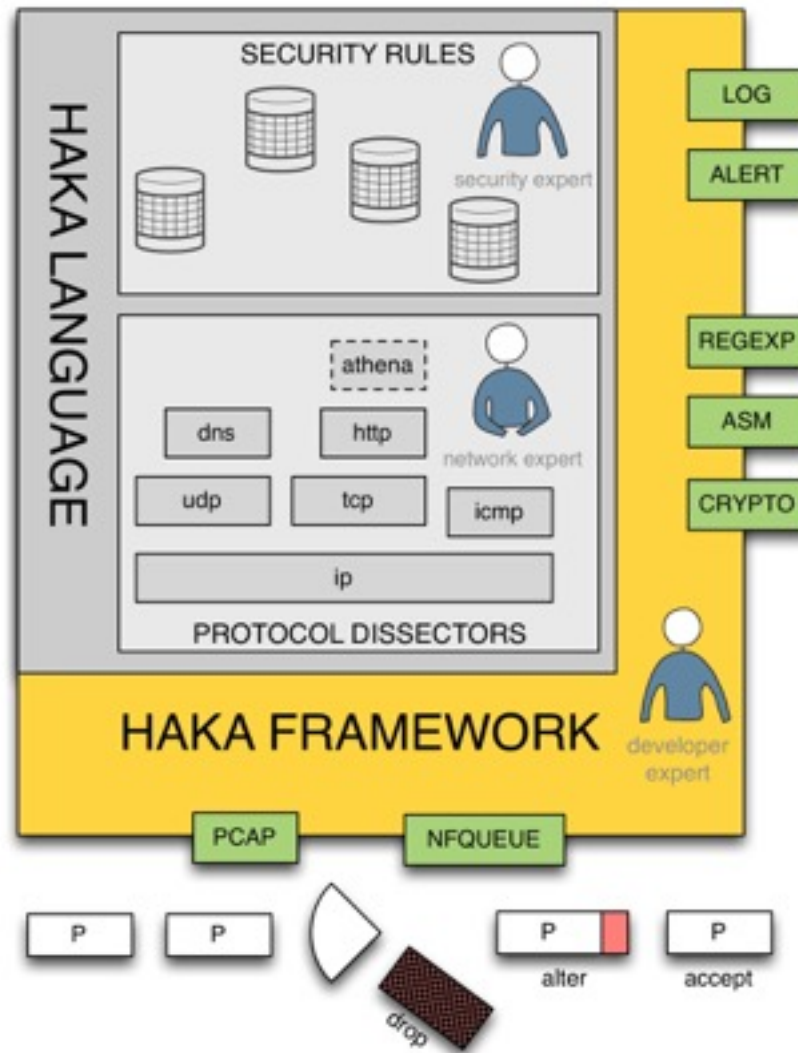 HAKA LANGUAGE
SECURITY RULES
security expert
athena
dns
http
network expert
udp
tcp
icmp
ip
PROTOCOL DISSECTORS
LOG
ALERT
REGEXP
ASM
CRYPTO
HAKA FRAMEWORK
developer
expert
PCAP
NFQUEUE
P
P
drop
P
alter
P
accept